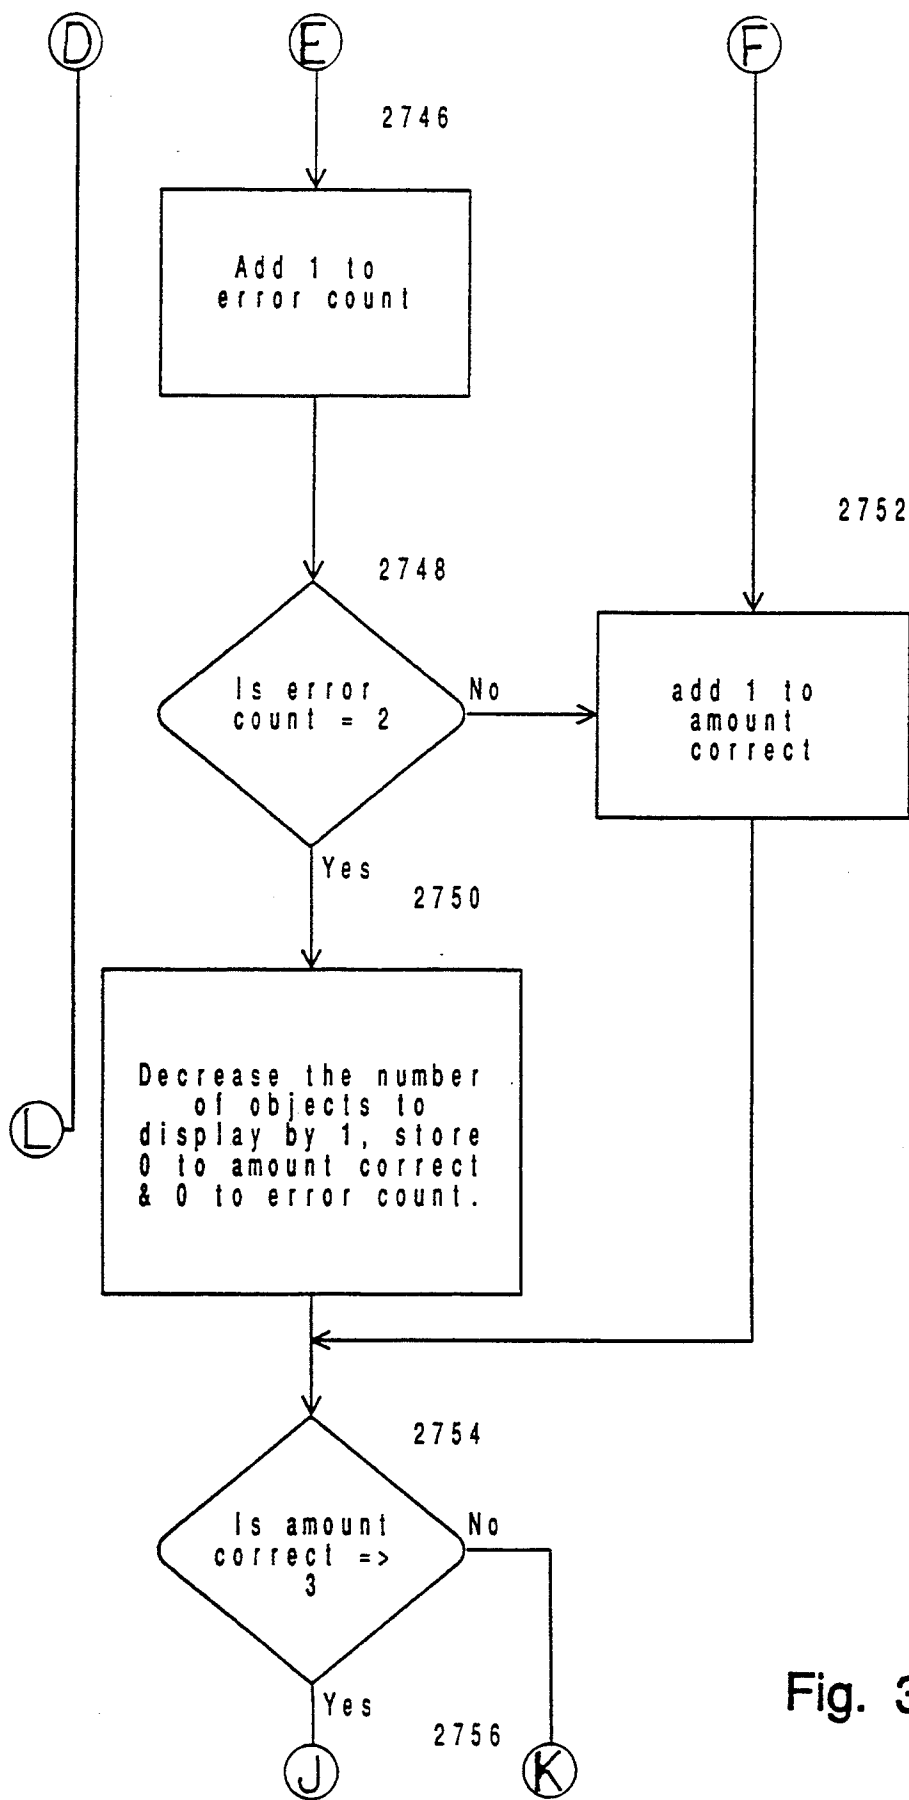 D
E
F
2746
Add 1 to
error count
2752
2748
Is error
count = 2
No
add 1 to
amount
correct
Yes
2750
Decrease the number
of objects to
display by 1, store
0 to amount correct
& 0 to error count.
L
2754
Is amount
correct =>
3
No
Yes
2756
J
K
Fig. 3